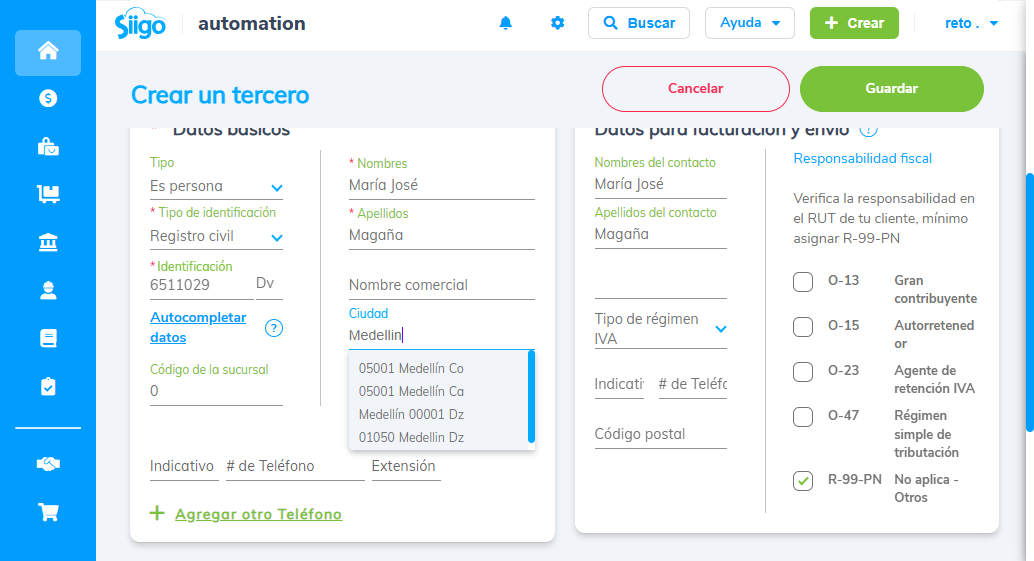 Siigo
automation
Buscar
Ayuda
Crear
reto .
Crear un tercero
Cancelar
Guardar
* Datos básicos
Tipo
Es persona
* Tipo de identificación
Registro civil
*Identificación
6511029
Dv
Autocompletar
datos
?
Código de la sucursal
0
* Nombres
María José
* Apellidos
Magaña
Nombre comercial
Ciudad
Medellin
05001 Medellín Co
05001 Medellín Ca
Medellín 00001 Dz
01050 Medellin Dz
Indicativo
# de Teléfono
Extensión
+ Agregar otro Teléfono
Datos para facturación y envío ?
Nombres del contacto
María José
Apellidos del contacto
Magaña
Tipo de régimen
IVA
Indicativ
# de Teléfo
Código postal
Responsabilidad fiscal
Verifica la responsabilidad en
el RUT de tu cliente, mínimo
asignar R-99-PN
O-13 Gran
contribuyente
O-15 Autorretened
or
O-23 Agente de
retención IVA
O-47 Régimen
simple de
tributación
R-99-PN No aplica -
Otros